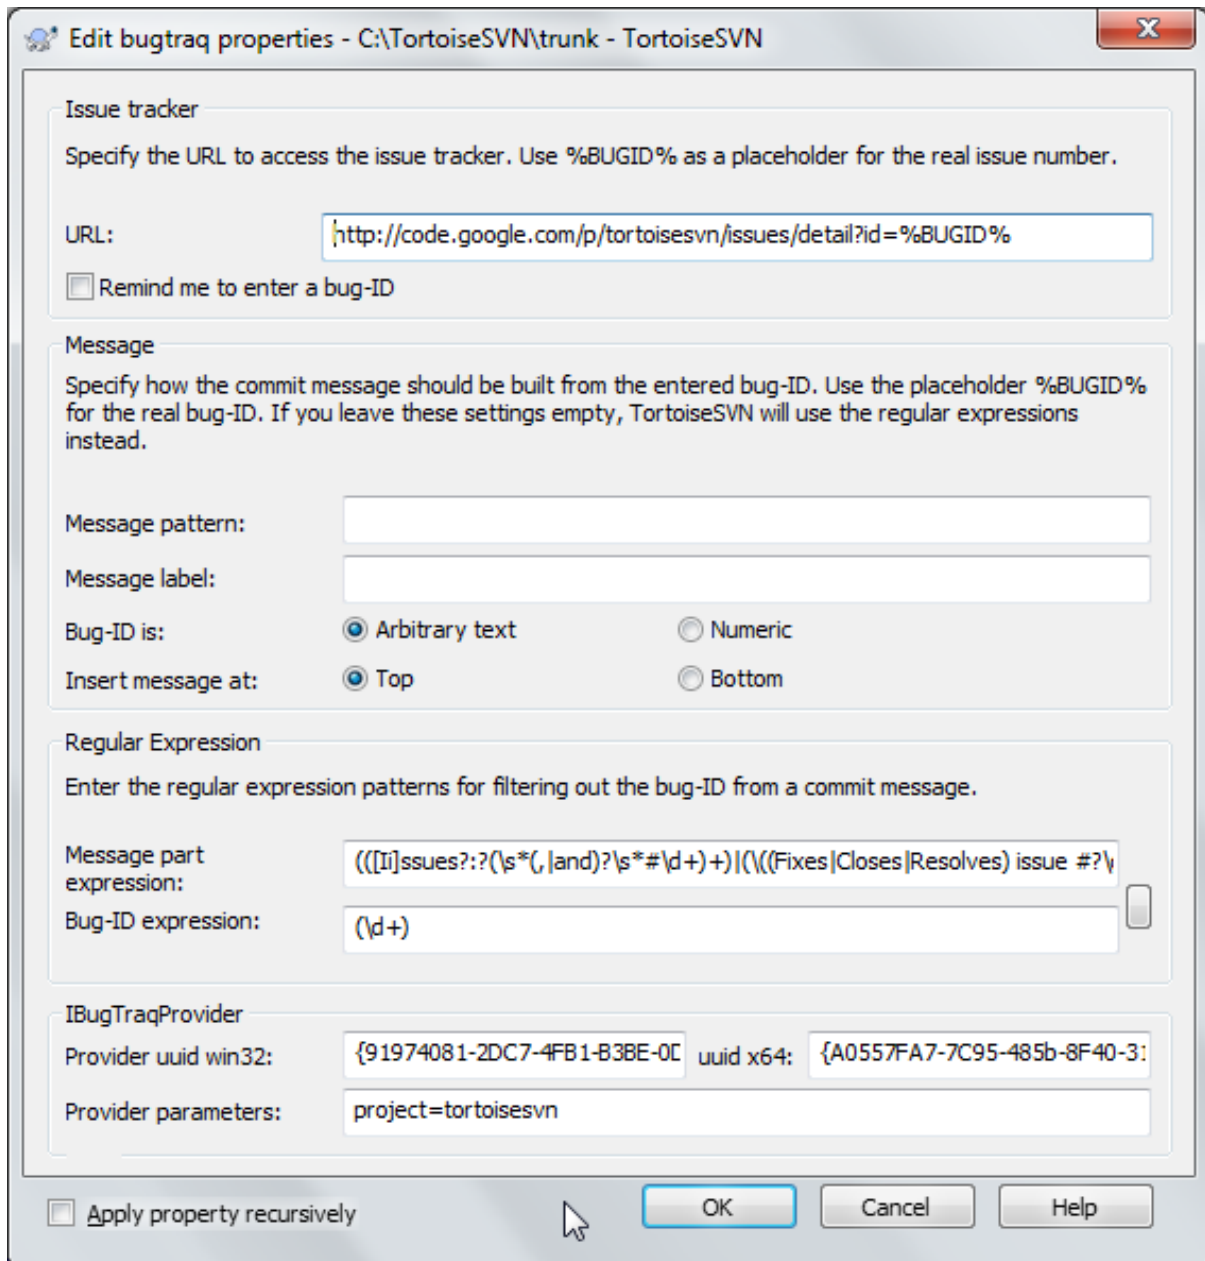 Edit bugtraq properties - C:\TortoiseSVN\trunk - TortoiseSVN
Issue tracker
Specify the URL to access the issue tracker. Use %BUGID% as a placeholder for the real issue number.
URL: http://code.google.com/p/tortoisesvn/issues/detail?id=%BUGID%
Remind me to enter a bug-ID
Message
Specify how the commit message should be built from the entered bug-ID. Use the placeholder %BUGID%
for the real bug-ID. If you leave these settings empty, TortoiseSVN will use the regular expressions
instead.
Message pattern:
Message label:
Bug-ID is: Arbitrary text Numeric
Insert message at: Top Bottom
Regular Expression
Enter the regular expression patterns for filtering out the bug-ID from a commit message.
Message part
expression: (([Ii]ssues?:?(\s*(,|and)?\s*#\d+)+)|(\((Fixes|Closes|Resolves) issue #?\
Bug-ID expression: (\d+)
IBugTraqProvider
Provider uuid win32: {91974081-2DC7-4FB1-B3BE-0D uuid x64: {A0557FA7-7C95-485b-8F40-31
Provider parameters: project=tortoisesvn
Apply property recursively OK Cancel Help